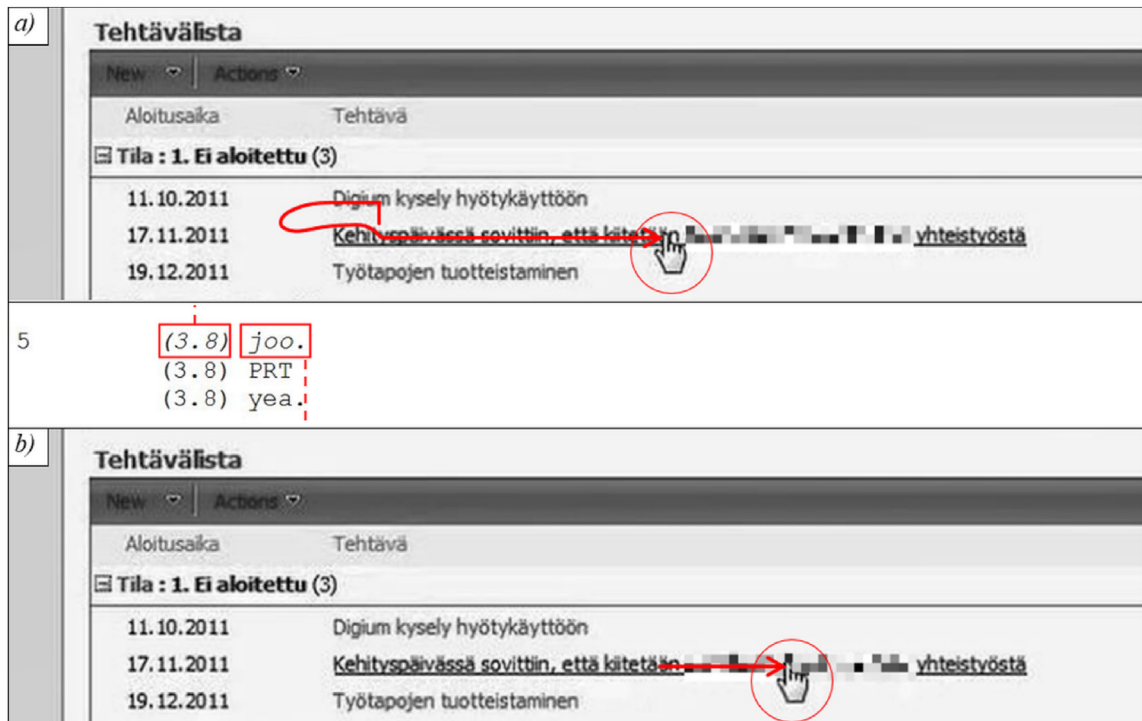 a)
Tehtävälista
New Actions
Aloitusaika Tehtävä
Tila : 1. Ei aloitettu (3)
11.10.2011 Digium kysely hyötykäyttöön
17.11.2011 Kehityspäivässä sovittiin, että kiitetään yhteistyöstä
19.12.2011 Työtapojen tuotteistaminen
5 (3.8) joo.
(3.8) PRT
(3.8) yea.
b)
Tehtävälista
New Actions
Aloitusaika Tehtävä
Tila : 1. Ei aloitettu (3)
11.10.2011 Digium kysely hyötykäyttöön
17.11.2011 Kehityspäivässä sovittiin, että kiitetään yhteistyöstä
19.12.2011 Työtapojen tuotteistaminen